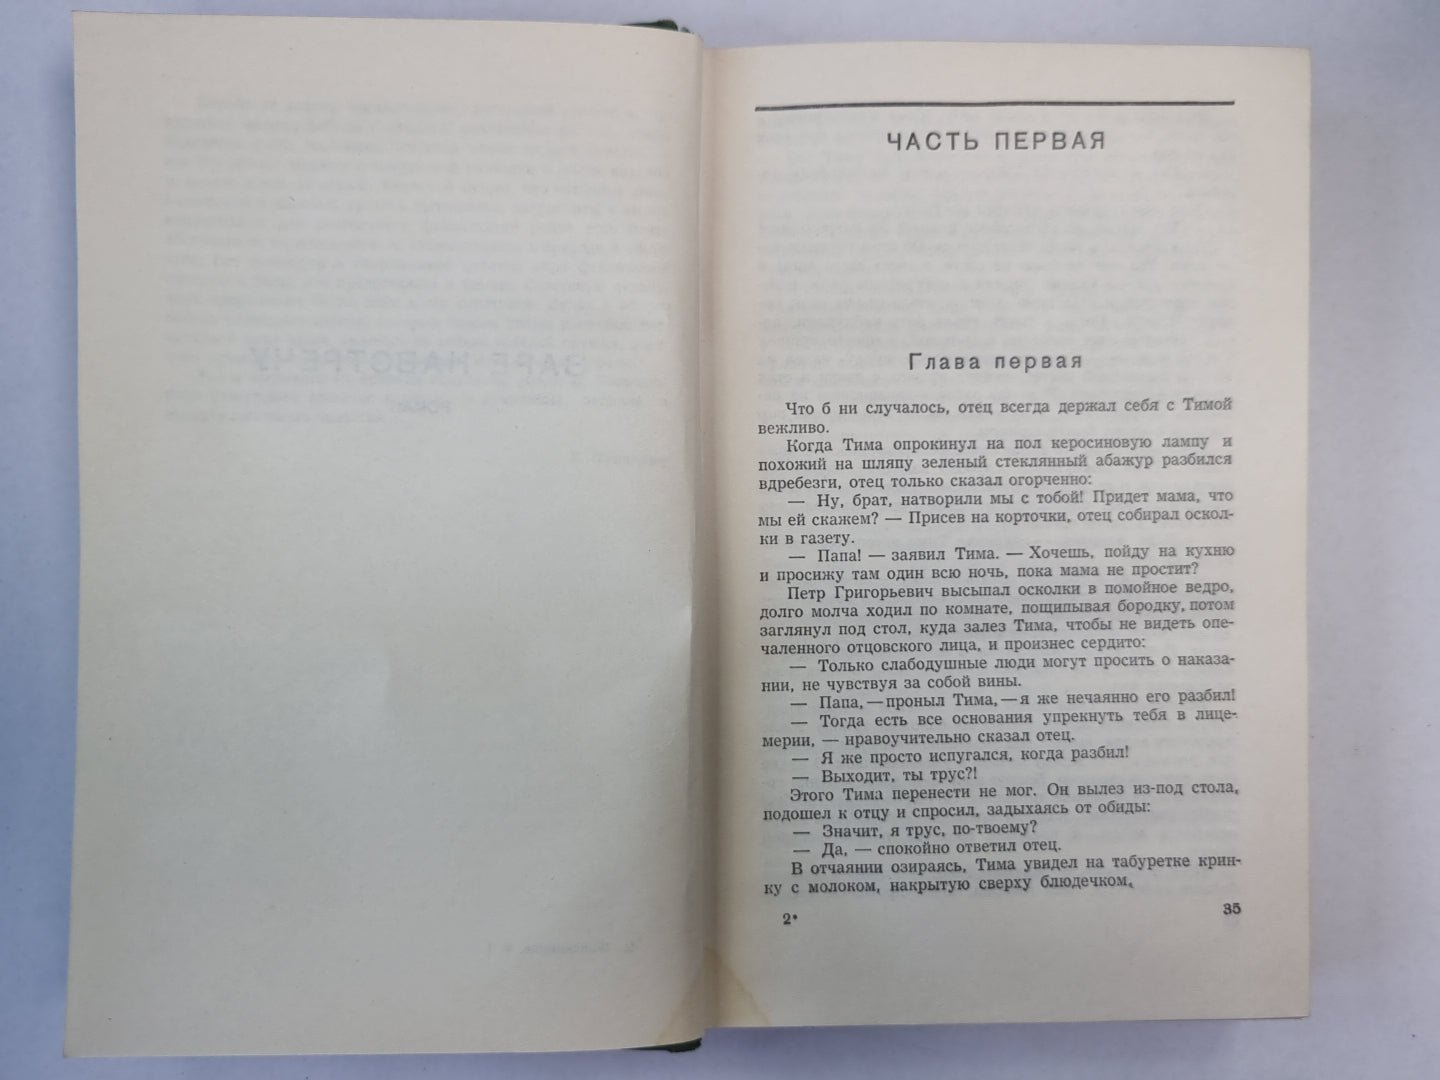 ЧАСТЬ ПЕРВАЯ
Глава первая
Что б ни случалось, отец всегда держал себя с Тимой
вежливо.
Когда Тима опрокинул на пол керосиновую лампу и
похожий на шляпу зеленый стеклянный абажур разбился
вдребезги, отец только сказал огорченно:
— Ну, брат, натворили мы с тобой! Придет мама, что
мы ей скажем? — Присев на корточки, отец собирал оскол-
ки в газету.
— Папа! — заявил Тима. — Хочешь, пойду на кухню
и просижу там один всю ночь, пока мама не простит?
Петр Григорьевич высыпал осколки в помойное ведро,
долго молча ходил по комнате, пощипывая бородку, потом
заглянул под стол, куда залез Тима, чтобы не видеть опе-
чаленного отцовского лица, и произнес сердито:
— Только слабодушные люди могут просить о наказа-
нии, не чувствуя за собой вины.
— Папа, — проныл Тима, — я же нечаянно его разбил!
— Тогда есть все основания упрекнуть тебя в лице-
мерии, — нравоучительно сказал отец.
— Я же просто испугался, когда разбил!
— Выходит, ты трус?!
Этого Тима перенести не мог. Он вылез из-под стола,
подошел к отцу и спросил, задыхаясь от обиды:
— Значит, я трус, по-твоему?
— Да, — спокойно ответил отец.
В отчаянии озираясь, Тима увидел на табуретке крин-
ку с молоком, накрытую сверху блюдечком.
2*
35